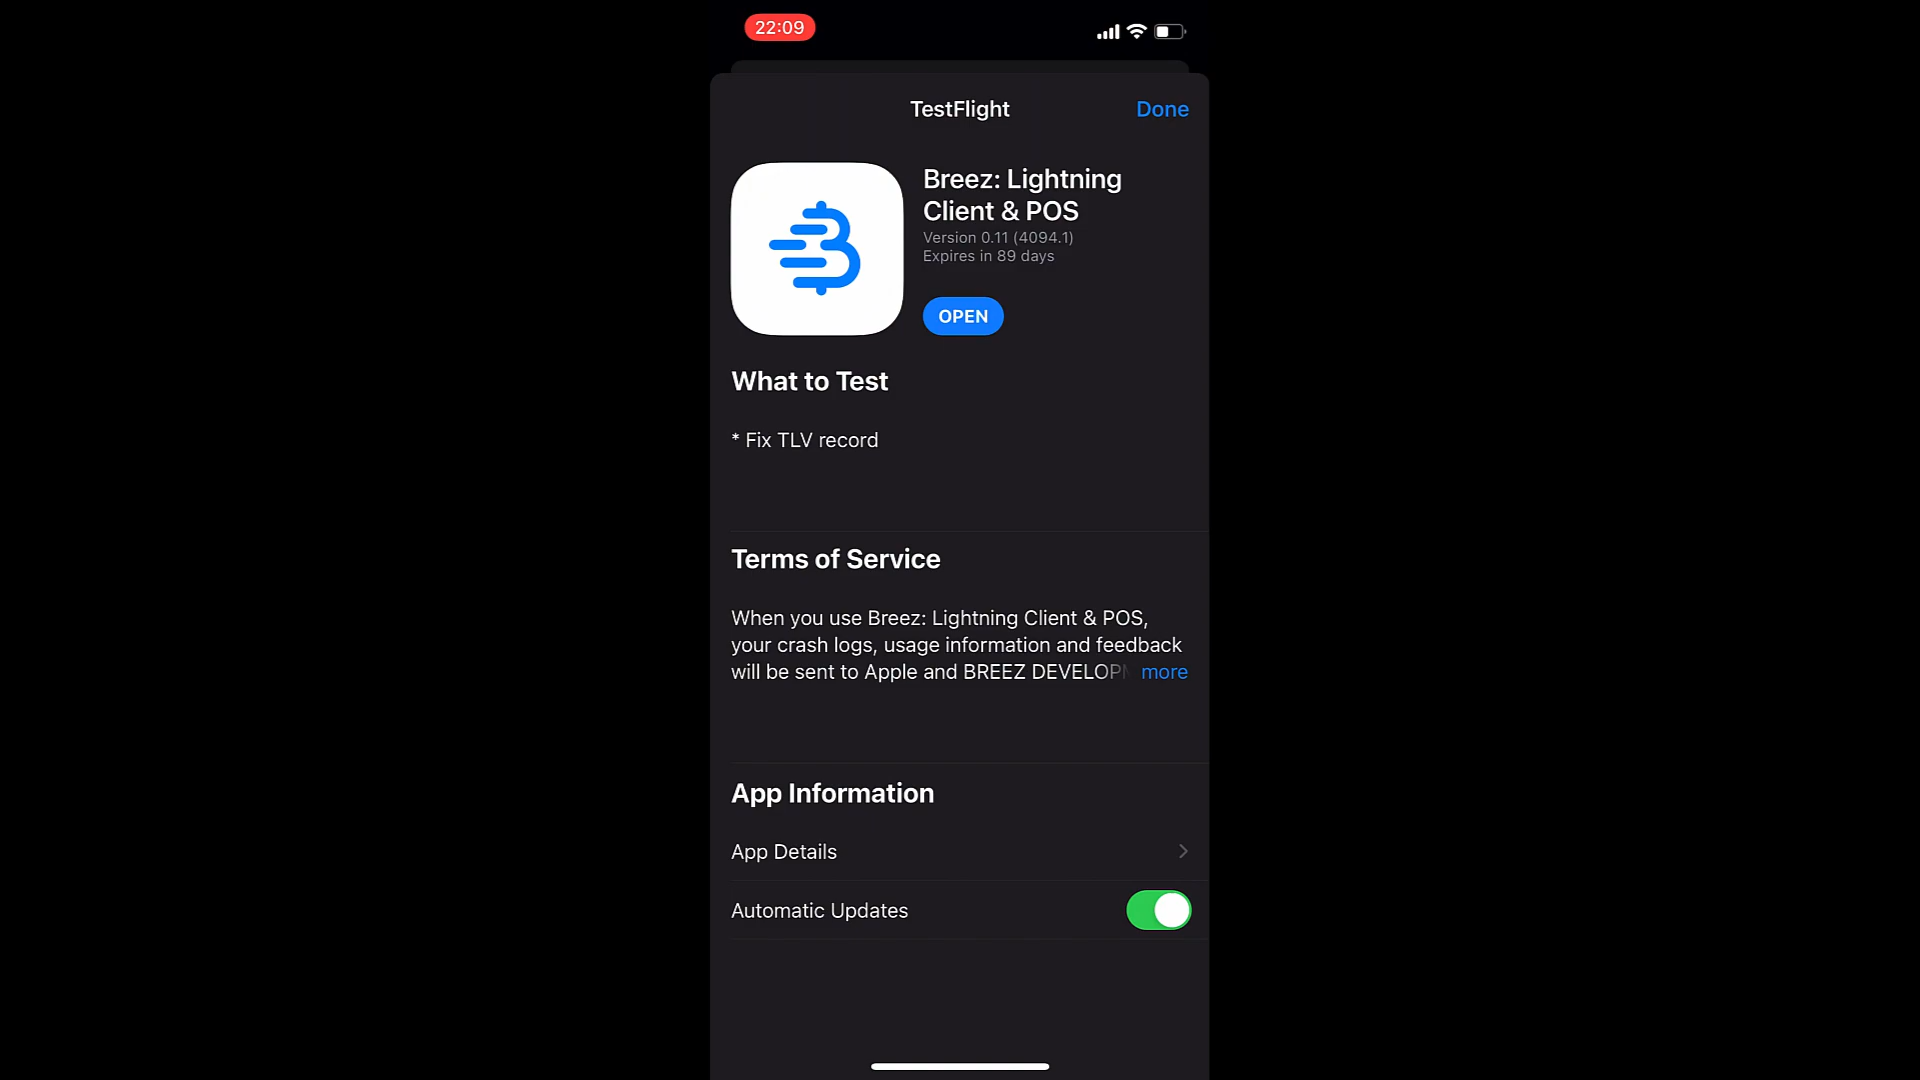 22:09
TestFlight
Done
Breez: Lightning
Client & POS
Version 0.11 (4094.1)
Expires in 89 days
OPEN
What to Test
* Fix TLV record
Terms of Service
When you use Breez: Lightning Client & POS,
your crash logs, usage information and feedback
will be sent to Apple and BREEZ DEVELOP more
App Information
App Details
Automatic Updates